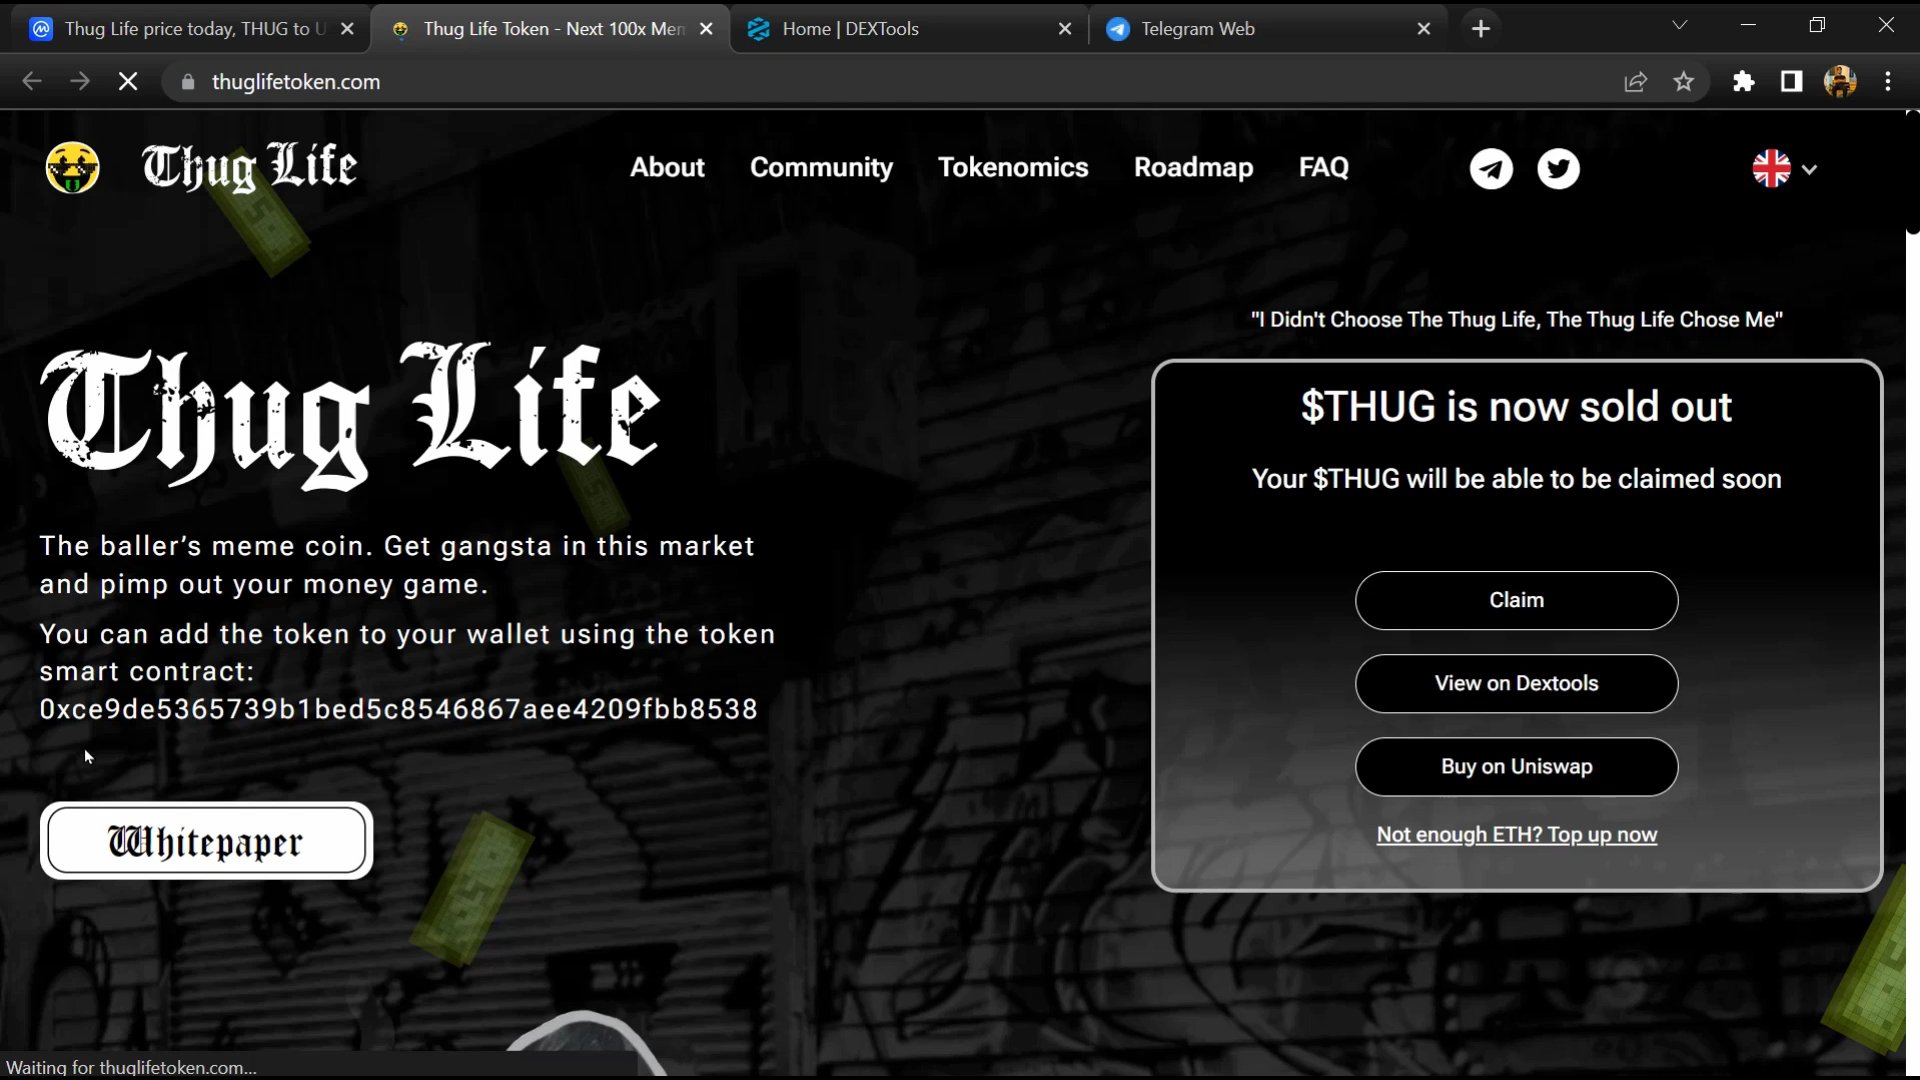 Thug Life price today, THUG to U
Thug Life Token - Next 100x Mem
Home | DEXTools
Telegram Web
thuglifetoken.com
Thug Life
About
Community
Tokenomics
Roadmap
FAQ
"I Didn't Choose The Thug Life, The Thug Life Chose Me"
Thug Life
$THUG is now sold out
Your $THUG will be able to be claimed soon
The baller’s meme coin. Get gangsta in this market
and pimp out your money game.
You can add the token to your wallet using the token
smart contract:
0xce9de5365739b1bed5c8546867aee4209fbb8538
Claim
View on Dextools
Buy on Uniswap
Not enough ETH? Top up now
Whitepaper
Waiting for thuglifetoken.com...